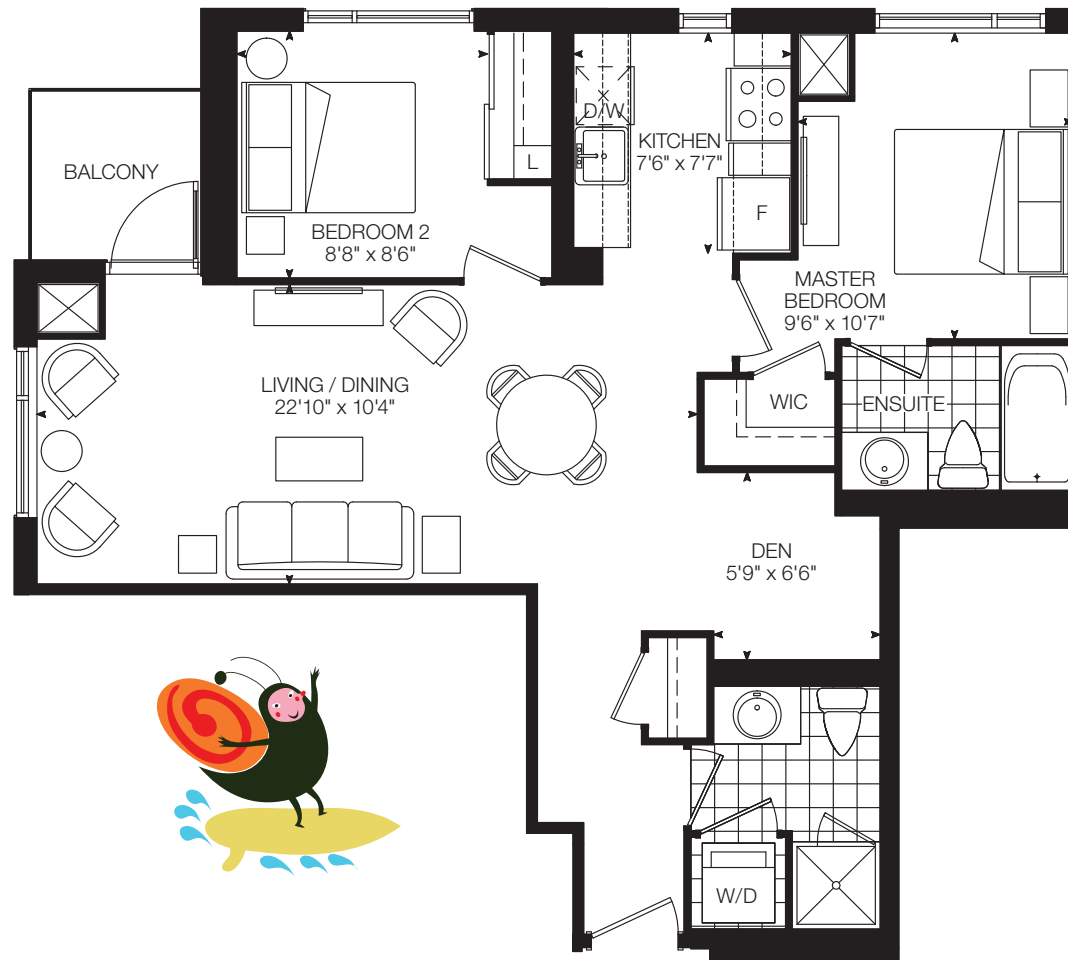 BALCONY
BEDROOM 2
8'8" x 8'6"
L
D/W
KITCHEN
7'6" x 7'7"
F
MASTER
BEDROOM
9'6" x 10'7"
LIVING / DINING
22'10" x 10'4"
WIC
ENSUITE
DEN
5'9" x 6'6"
W/D